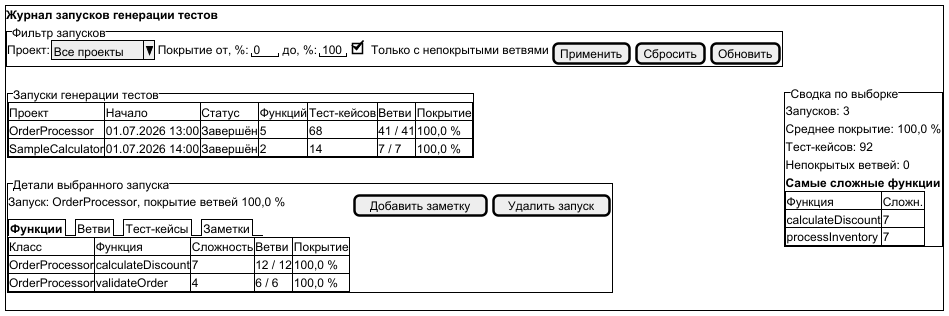 Журнал запусков генерации тестов
Фильтр запусков
Проект: Все проекты Покрытие от, %: 0 до, %: 100 Только с непокрытыми ветвями Применить Сбросить Обновить
Запуски генерации тестов
Проект Начало Статус Функций Тест-кейсов Ветви Покрытие
OrderProcessor 01.07.2026 13:00 Завершён 5 68 41 / 41 100,0 %
SampleCalculator 01.07.2026 14:00 Завершён 2 14 7 / 7 100,0 %
Сводка по выборке
Запусков: 3
Среднее покрытие: 100,0 %
Тест-кейсов: 92
Непокрытых ветвей: 0
Самые сложные функции
Функция Сложн.
calculateDiscount 7
processInventory 7
Детали выбранного запуска
Запуск: OrderProcessor, покрытие ветвей 100,0 % Добавить заметку Удалить запуск
Функции Ветви Тест-кейсы Заметки
Класс Функция Сложность Ветви Покрытие
OrderProcessor calculateDiscount 7 12 / 12 100,0 %
OrderProcessor validateOrder 4 6 / 6 100,0 %